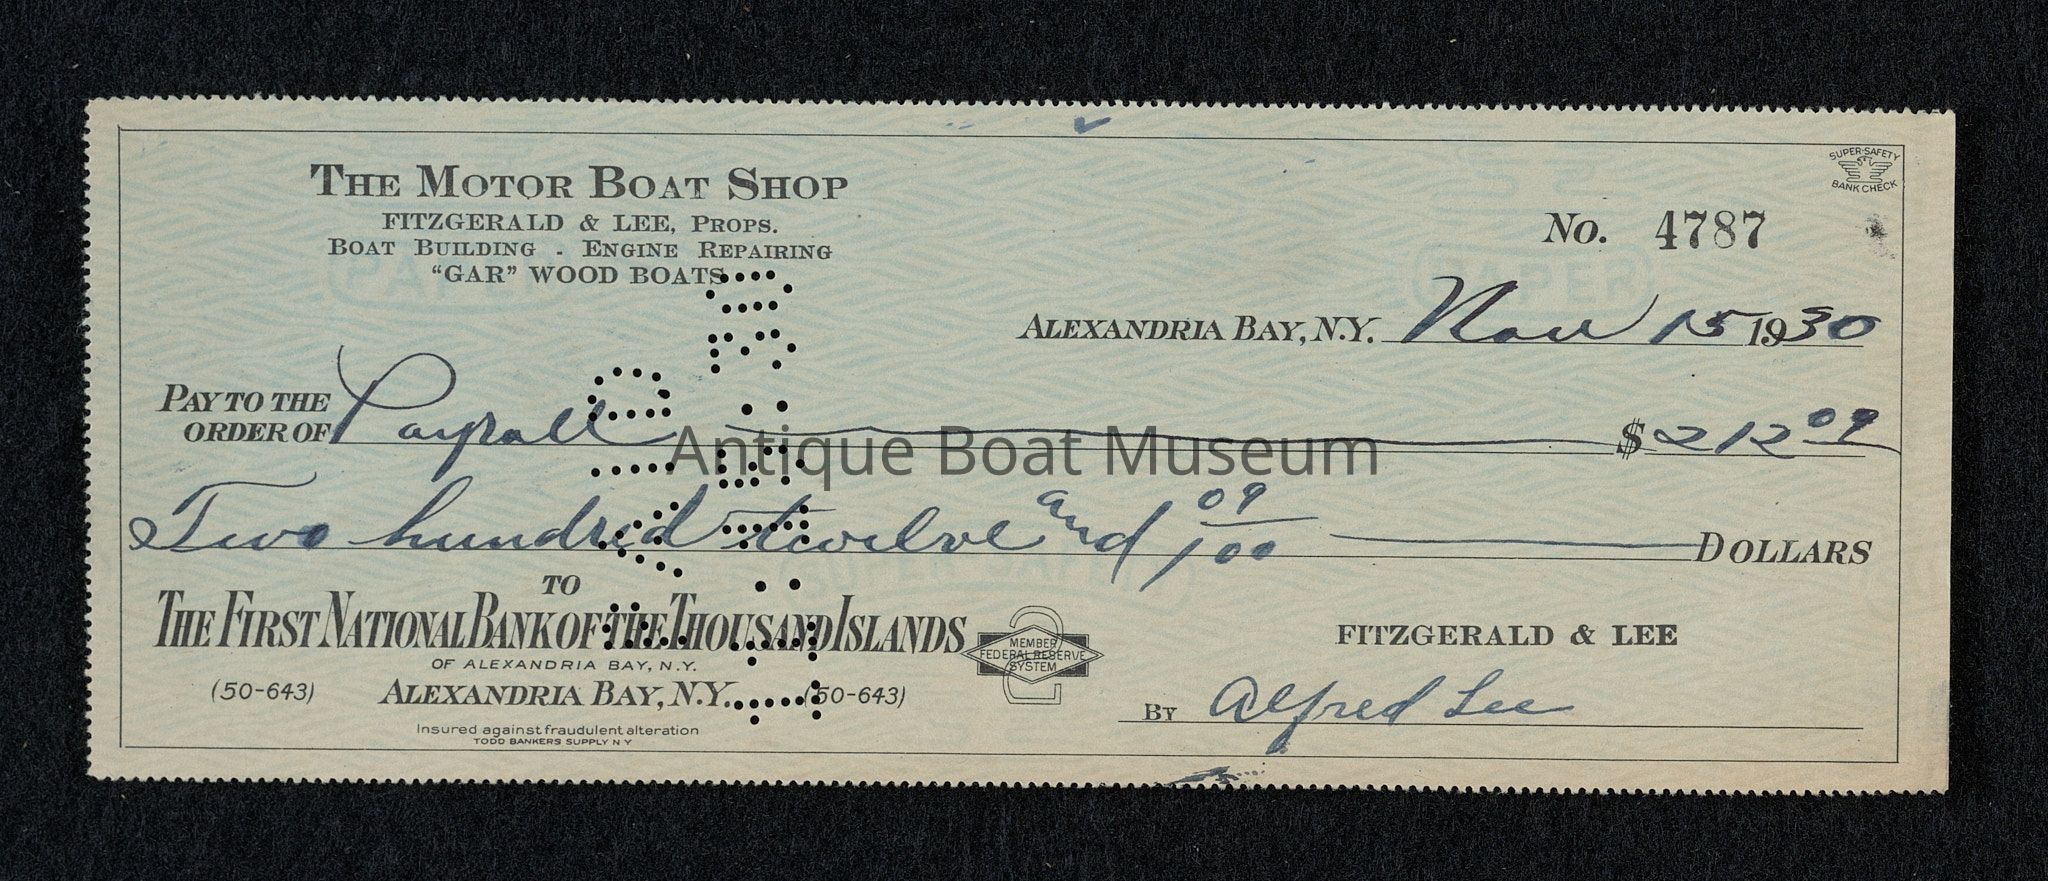 THE MOTOR BOAT SHOP
FITZGERALD & LEE, PROPS.
BOAT BUILDING - ENGINE REPAIRING
"GAR" WOOD BOATS
SUPER-SAFETY
BANK CHECK
No. 4787
ALEXANDRIA BAY, N.Y. Nov 15 1930
PAY TO THE
ORDER OF Payroll $ 212 09
Antique Boat Museum
Two hundred twelve and 09/100 DOLLARS
TO
THE FIRST NATIONAL BANK OF THE THOUSAND ISLANDS
OF ALEXANDRIA BAY, N.Y.
(50-643) ALEXANDRIA BAY, N.Y. (50-643)
Insured against fraudulent alteration
TODD BANKERS SUPPLY N Y
MEMBER
FEDERAL RESERVE
SYSTEM
2
FITZGERALD & LEE
BY Alfred Lee